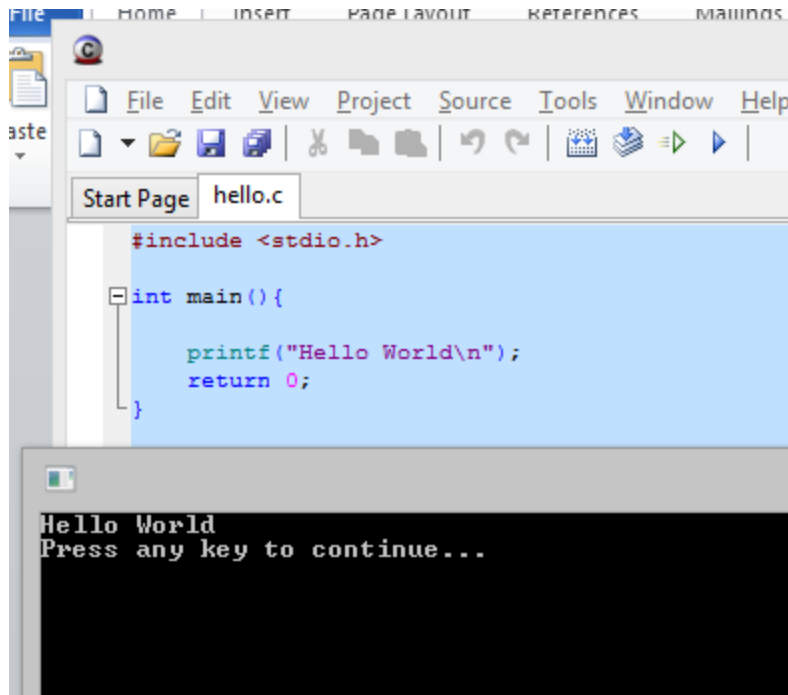 File Home Insert Page Layout References Mailings
aste
File Edit View Project Source Tools Window Help
Start Page hello.c
#include <stdio.h>
int main(){
printf("Hello World\n");
return 0;
}
Hello World
Press any key to continue...